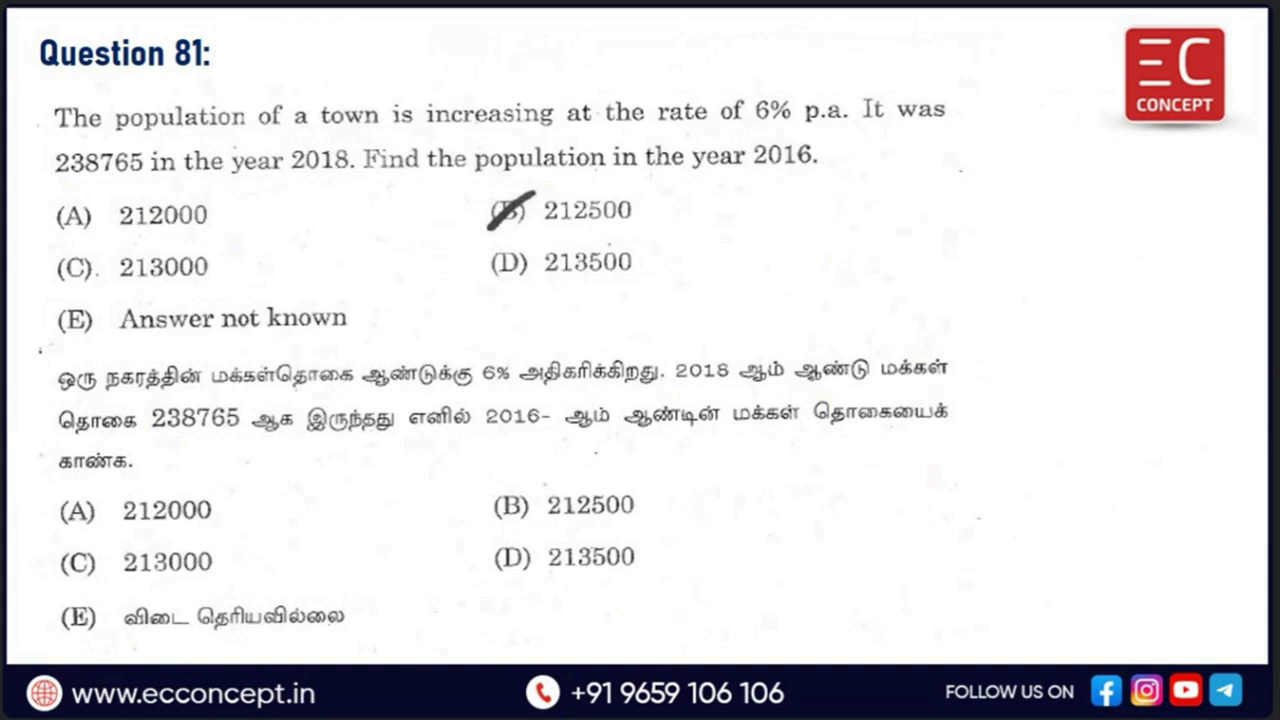 Question 81:
EC
CONCEPT
The population of a town is increasing at the rate of 6% p.a. It was
238765 in the year 2018. Find the population in the year 2016.
(A) 212000 (B) 212500
(C). 213000 (D) 213500
(E) Answer not known
ஒரு நகரத்தின் மக்கள்தொகை ஆண்டுக்கு 6% அதிகரிக்கிறது. 2018 ஆம் ஆண்டு மக்கள்
தொகை 238765 ஆக இருந்தது எனில் 2016- ஆம் ஆண்டின் மக்கள் தொகையைக்
காண்க.
(A) 212000 (B) 212500
(C) 213000 (D) 213500
(E) விடை தெரியவில்லை
www.ecconcept.in +91 9659 106 106 FOLLOW US ON